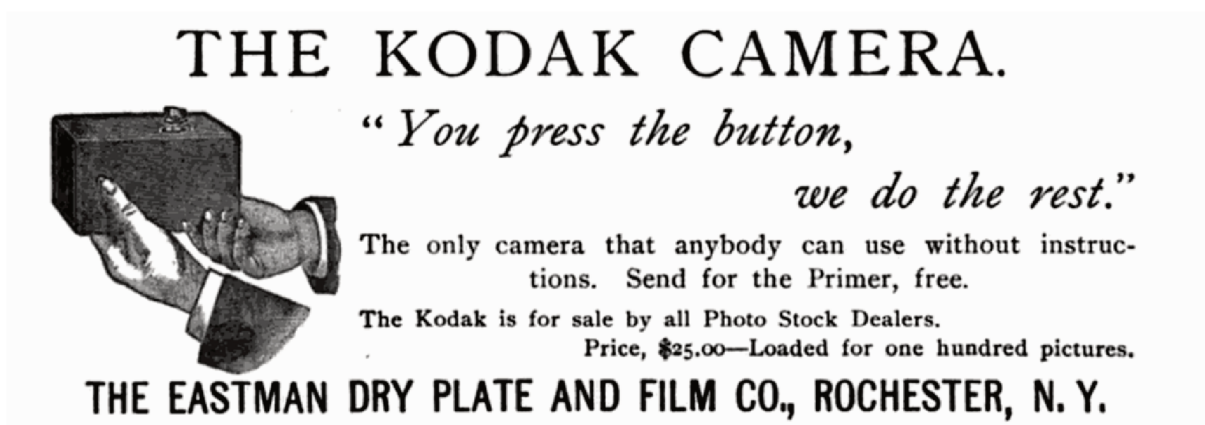 THE KODAK CAMERA.
“ You press the button,
we do the rest.”
The only camera that anybody can use without instruc-
tions. Send for the Primer, free.
The Kodak is for sale by all Photo Stock Dealers.
Price, $25.00—Loaded for one hundred pictures.
THE EASTMAN DRY PLATE AND FILM CO., ROCHESTER, N. Y.